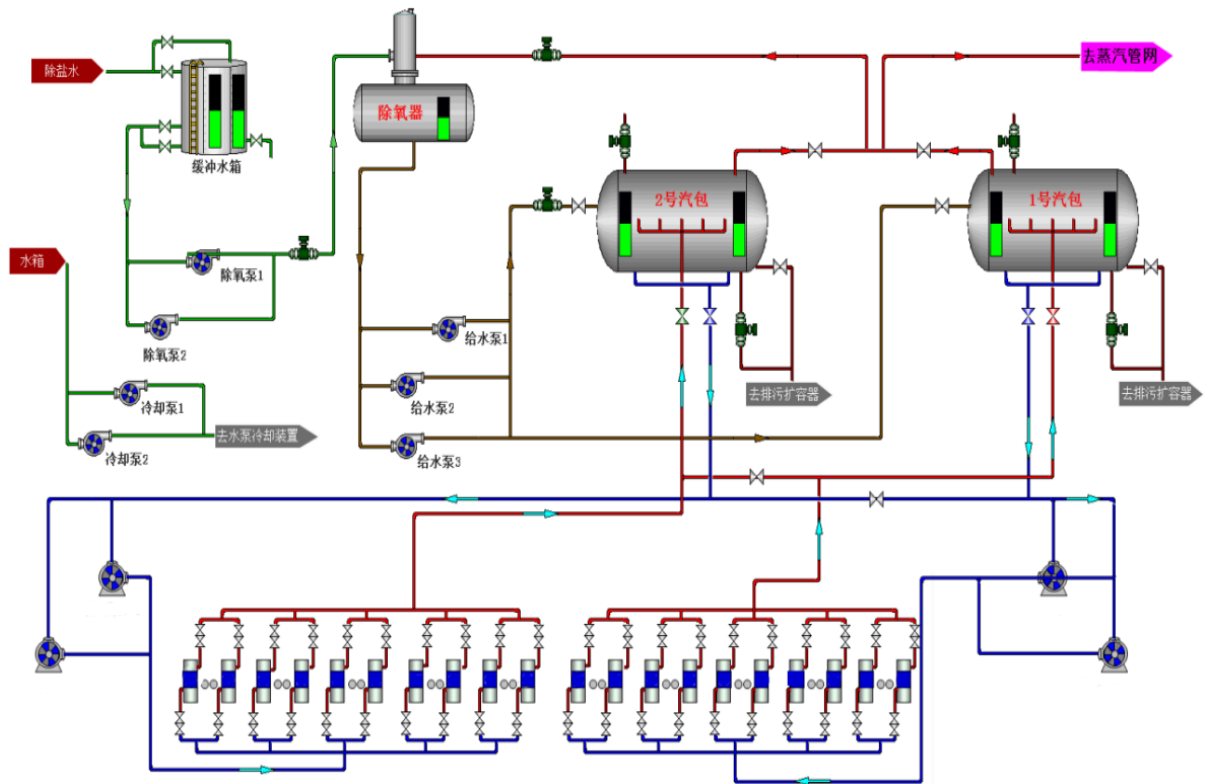 除盐水
缓冲水箱
除氧器
去蒸汽管网
2号汽包
1号汽包
水箱
除氧泵1
除氧泵2
给水泵1
给水泵2
给水泵3
冷却泵1
冷却泵2
去水泵冷却装置
去排污扩容器
去排污扩容器